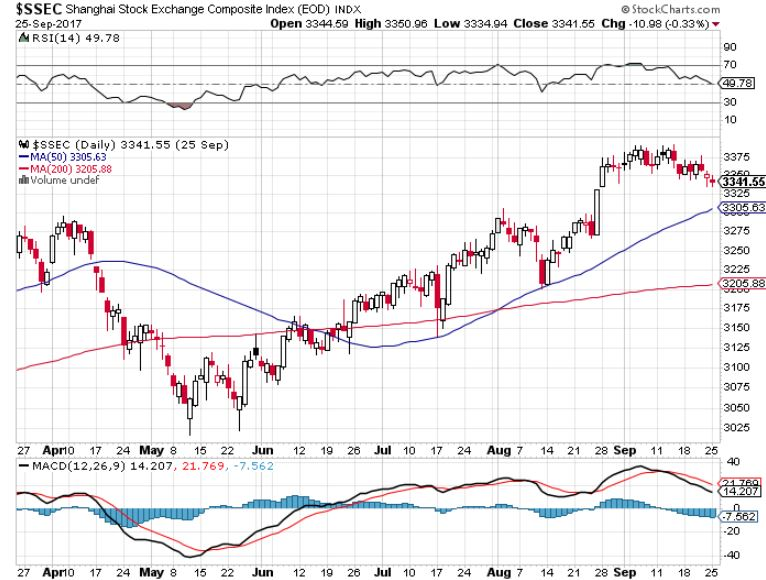 $SSEC Shanghai Stock Exchange Composite Index (EOD) INDX
© StockCharts.com
25-Sep-2017
Open 3344.59 High 3350.96 Low 3334.94 Close 3341.55 Chg -10.98 (-0.33%)
RSI(14) 49.78
90
70
49.78
30
10
$SSEC (Daily) 3341.55 (25 Sep)
MA(50) 3305.63
MA(200) 3205.88
Volume undef
3375
3341.55
3305.63
3275
3250
3225
3205.88
3175
3150
3125
3100
3075
3050
3025
27 Apr10 17 24 May 8 15 22 Jun 12 19 26 Jul 10 17 24 Aug 7 14 21 28 Sep 11 18 25
MACD(12,26,9) 14.207, 21.769, -7.562
40
21.769
14.207
0
-7.562
-20
-40
27 Apr10 17 24 May 8 15 22 Jun 12 19 26 Jul 10 17 24 Aug 7 14 21 28 Sep 11 18 25